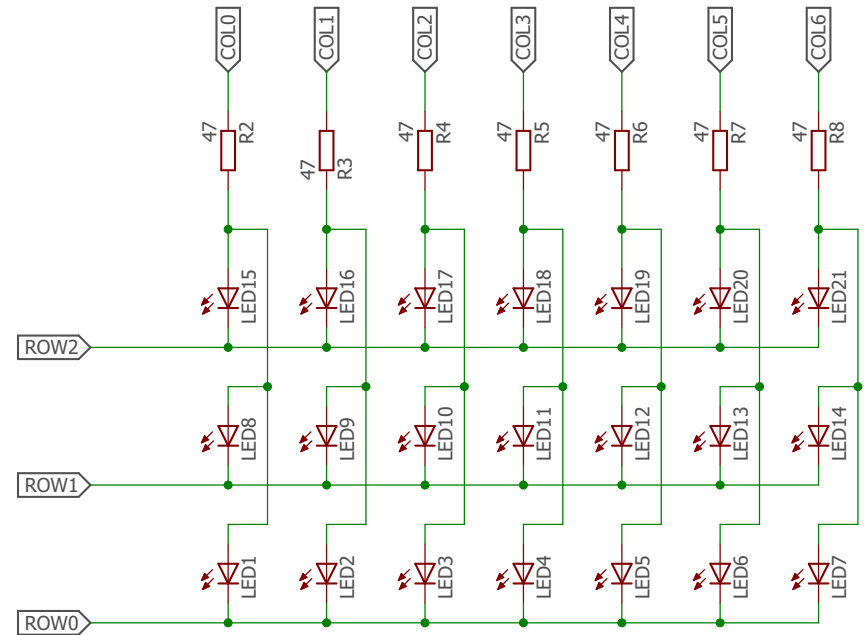 COL0
COL1
COL2
COL3
COL4
COL5
COL6
47
R2
47
R3
47
R4
47
R5
47
R6
47
R7
47
R8
LED15
LED16
LED17
LED18
LED19
LED20
LED21
ROW2
LED8
LED9
LED10
LED11
LED12
LED13
LED14
ROW1
LED1
LED2
LED3
LED4
LED5
LED6
LED7
ROW0